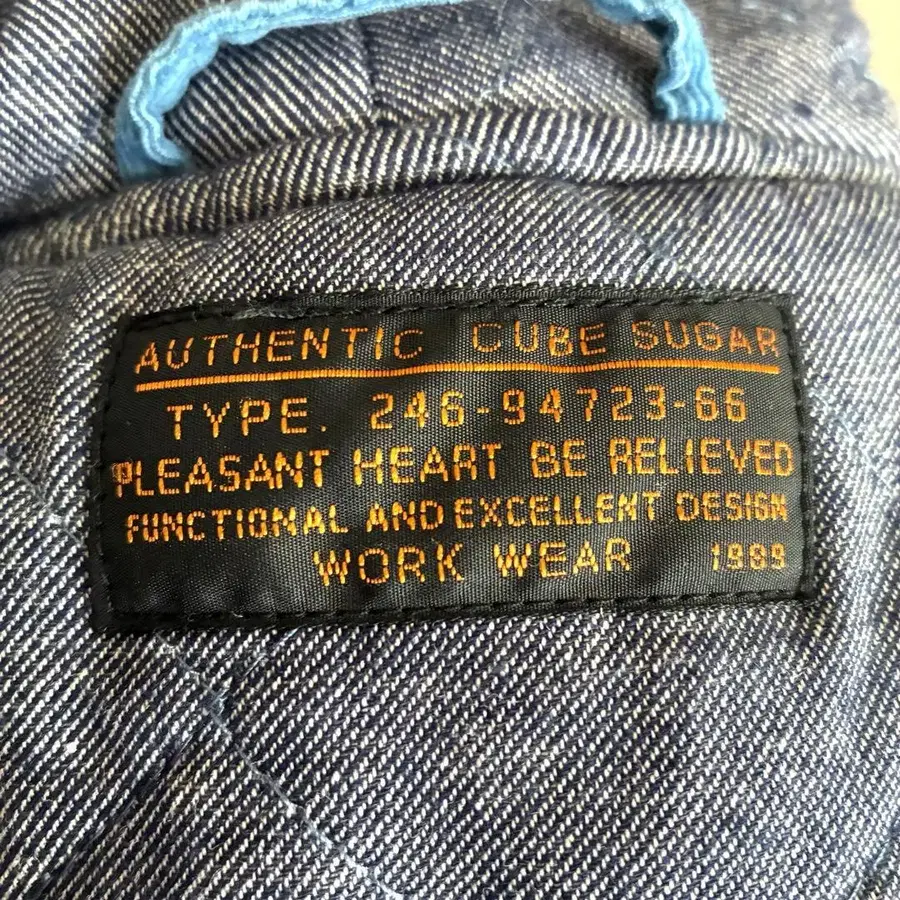 AUTHENTIC CUBE SUGAR
TYPE. 246-94723-66
PLEASANT HEART BE RELIEVED
FUNCTIONAL AND EXCELLENT DESIGN
WORK WEAR 1999